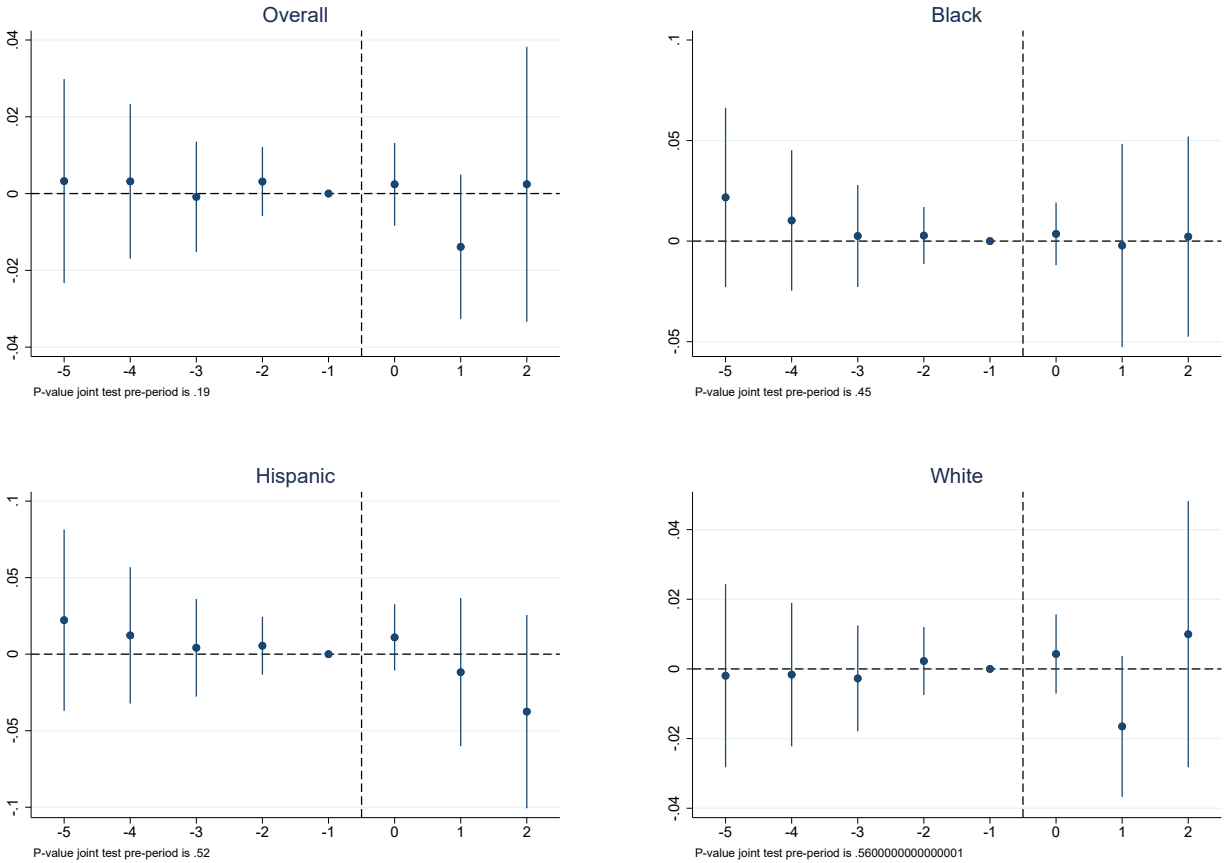 Overall
.04
.02
0
-.02
-.04
-5 -4 -3 -2 -1 0 1 2
P-value joint test pre-period is .19
Black
.1
.05
0
-.05
-5 -4 -3 -2 -1 0 1 2
P-value joint test pre-period is .45
Hispanic
.1
.05
0
-.05
-.1
-5 -4 -3 -2 -1 0 1 2
P-value joint test pre-period is .52
White
.04
.02
0
-.02
-.04
-5 -4 -3 -2 -1 0 1 2
P-value joint test pre-period is .5600000000000001